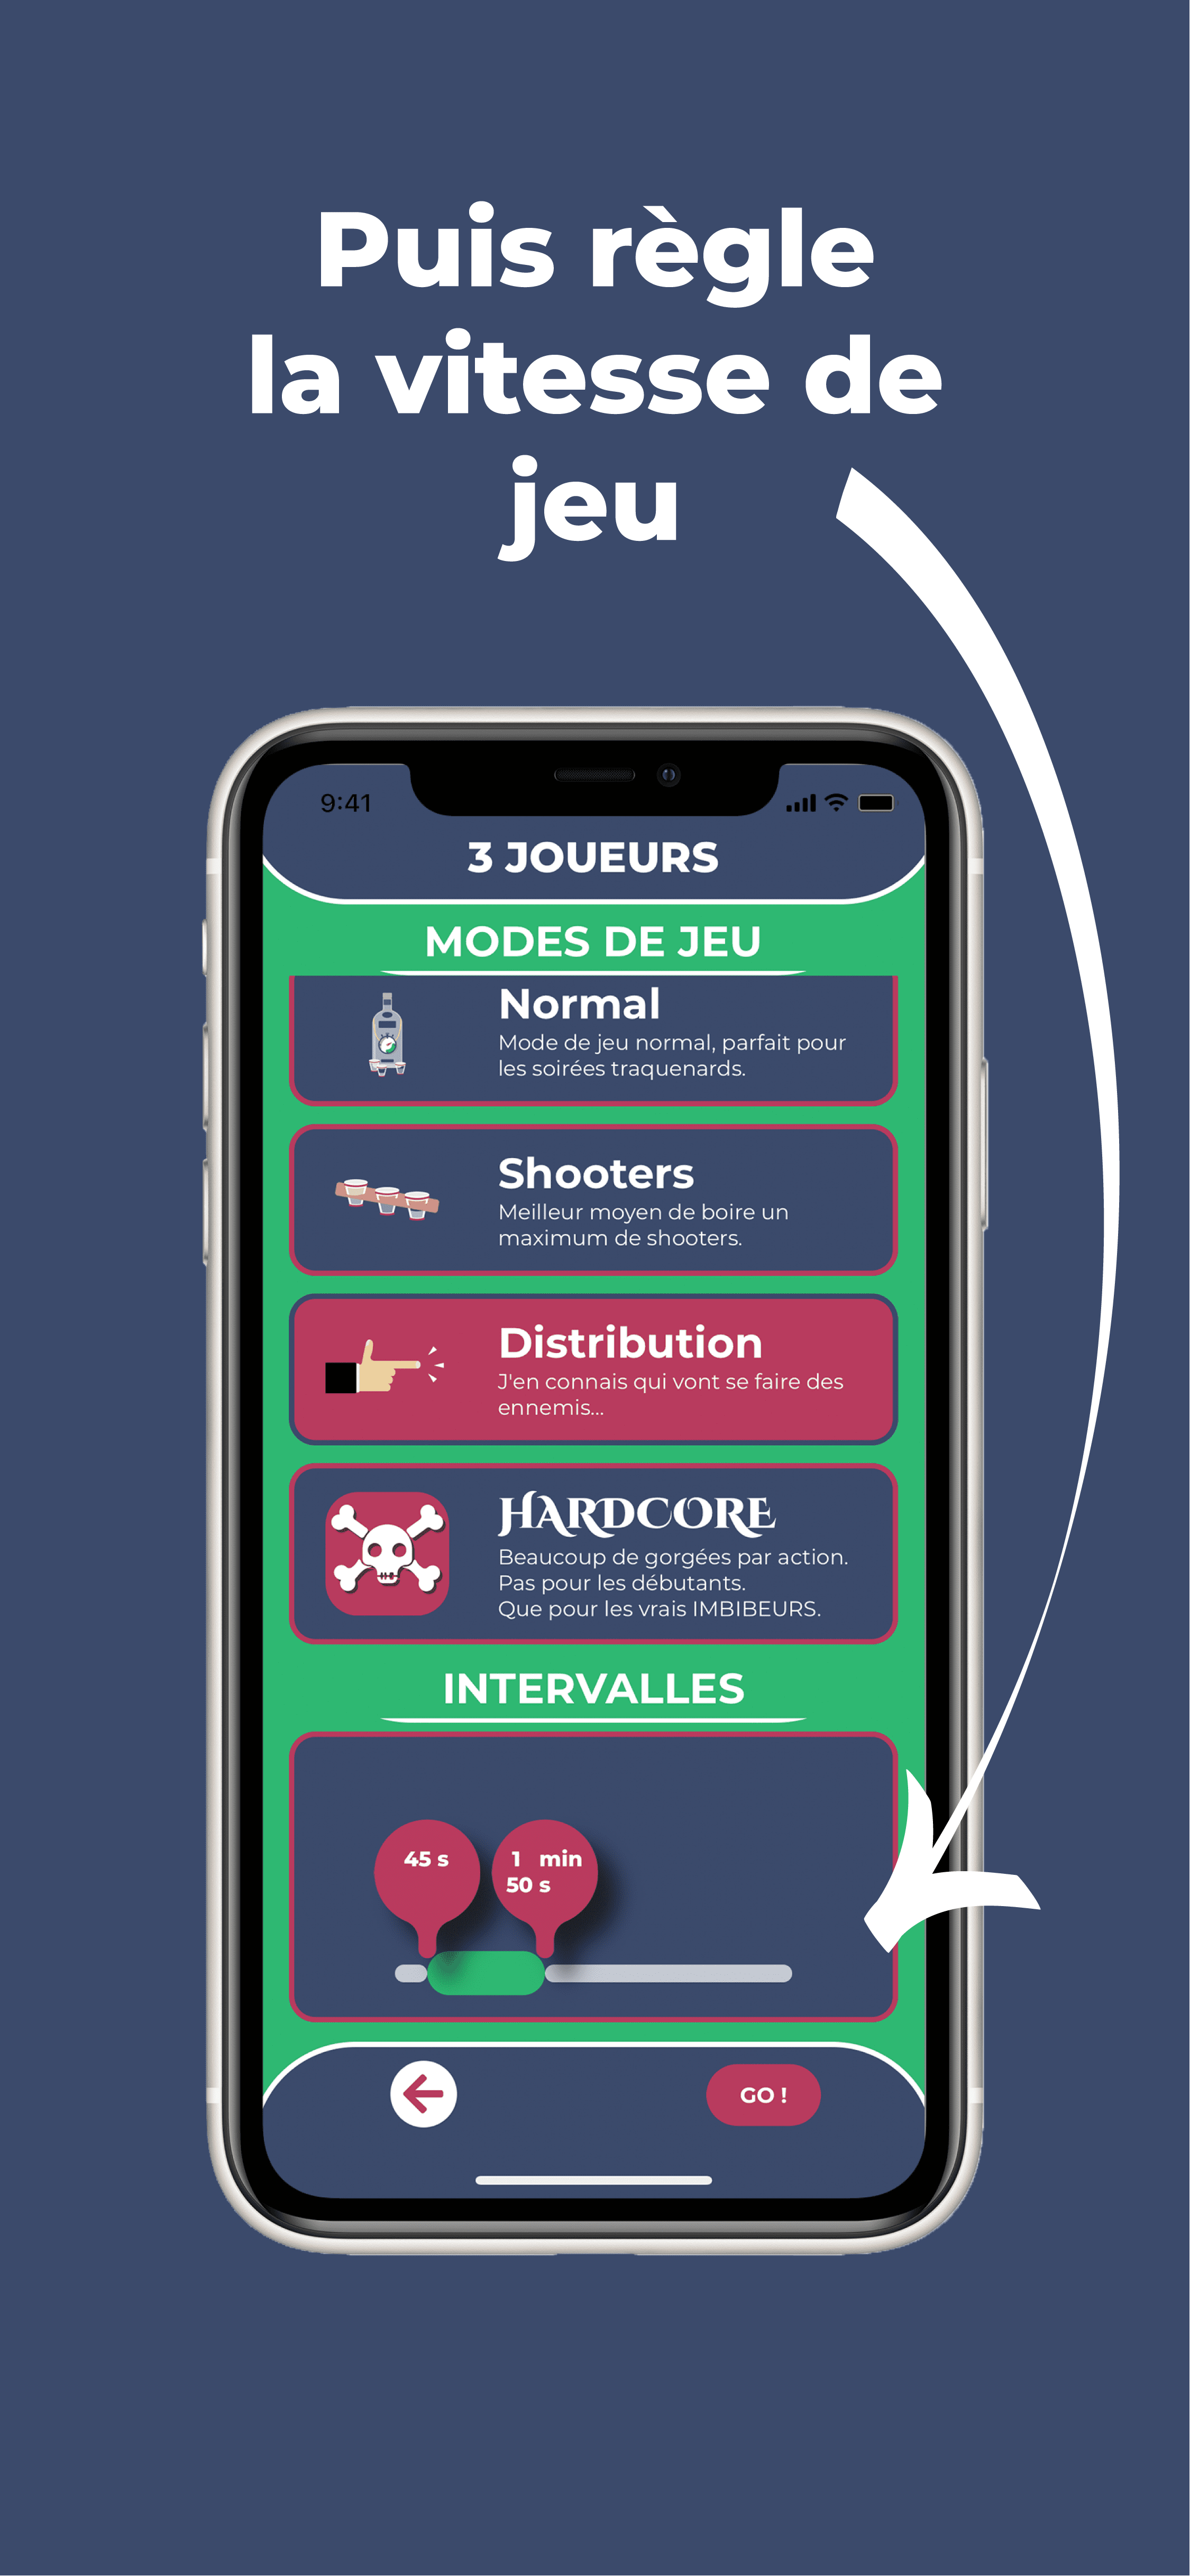 Puis règle
la vitesse de
jeu
9:41
3 JOUEURS
MODES DE JEU
Normal
Mode de jeu normal, parfait pour
les soirées traquenards.
Shooters
Meilleur moyen de boire un
maximum de shooters.
Distribution
J'en connais qui vont se faire des
ennemis...
HARDCORE
Beaucoup de gorgées par action.
Pas pour les débutants.
Que pour les vrais IMBIBEURS.
INTERVALLES
45 s
1 min
50 s
GO !